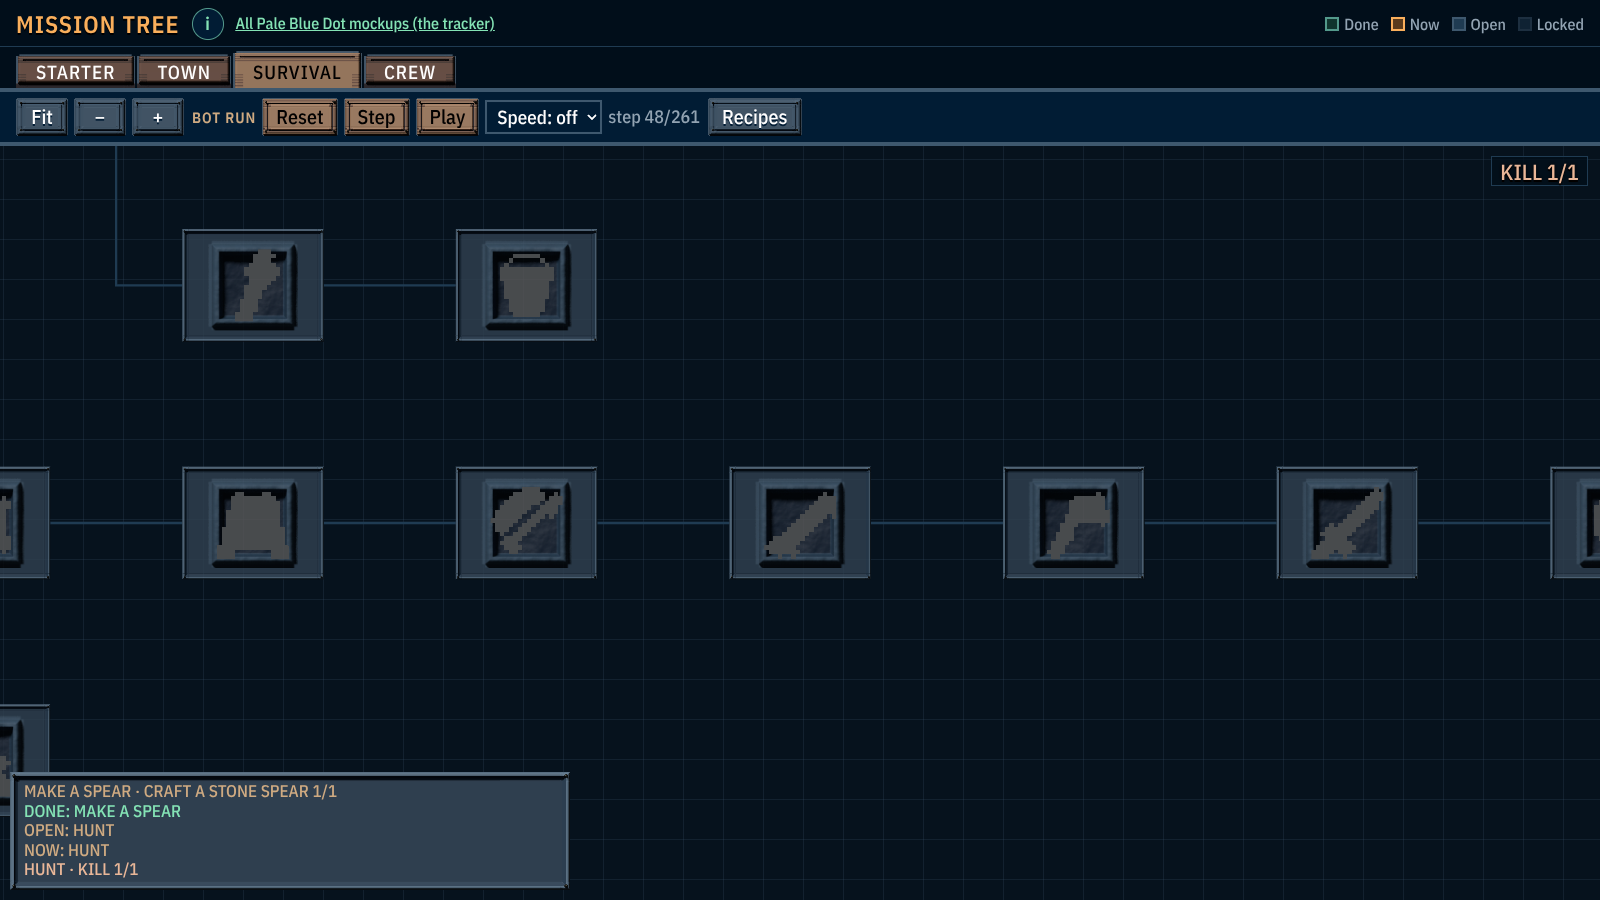 MISSION TREE i All Pale Blue Dot mockups (the tracker) Done Now Open Locked
STARTER TOWN SURVIVAL CREW
Fit − + BOT RUN Reset Step Play Speed: off step 48/261 Recipes
KILL 1/1
MAKE A SPEAR · CRAFT A STONE SPEAR 1/1
DONE: MAKE A SPEAR
OPEN: HUNT
NOW: HUNT
HUNT · KILL 1/1